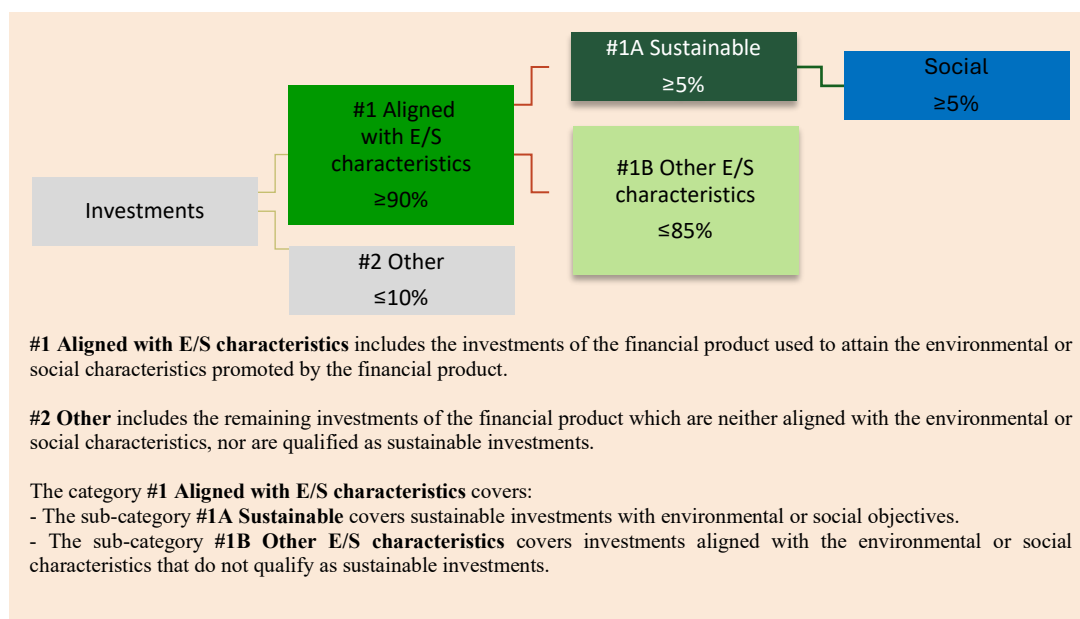 #1A Sustainable
≥5%
Social
≥5%
#1 Aligned
with E/S
characteristics
≥90%
#1B Other E/S
characteristics
≤85%
Investments
#2 Other
≤10%
#1 Aligned with E/S characteristics includes the investments of the financial product used to attain the environmental or
social characteristics promoted by the financial product.
#2 Other includes the remaining investments of the financial product which are neither aligned with the environmental or
social characteristics, nor are qualified as sustainable investments.
The category #1 Aligned with E/S characteristics covers:
- The sub-category #1A Sustainable covers sustainable investments with environmental or social objectives.
- The sub-category #1B Other E/S characteristics covers investments aligned with the environmental or social
characteristics that do not qualify as sustainable investments.